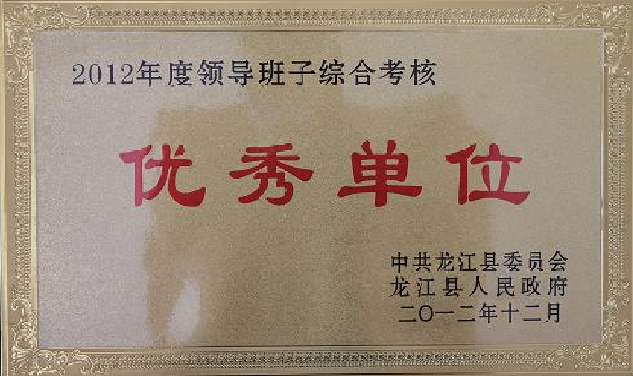 2012年度领导班子综合考核
优秀单位
中共龙江县委员会
龙江县人民政府
二〇一二年十二月